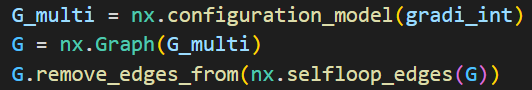 G_multi = nx.configuration_model(gradi_int)
G = nx.Graph(G_multi)
G.remove_edges_from(nx.selfloop_edges(G))